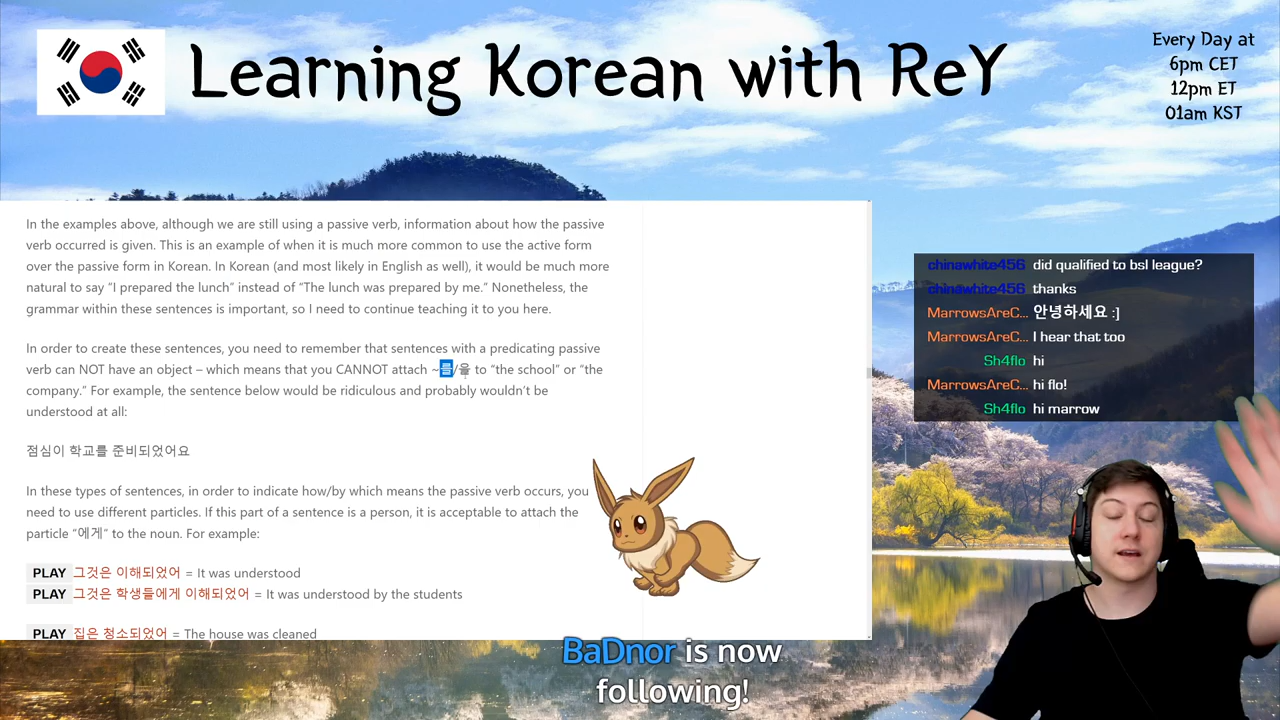 Learning Korean with ReY
Every Day at
6pm CET
12pm ET
01am KST
In the examples above, although we are still using a passive verb, information about how the passive
verb occurred is given. This is an example of when it is much more common to use the active form
over the passive form in Korean. In Korean (and most likely in English as well), it would be much more
natural to say “I prepared the lunch” instead of “The lunch was prepared by me.” Nonetheless, the
grammar within these sentences is important, so I need to continue teaching it to you here.
In order to create these sentences, you need to remember that sentences with a predicating passive
verb can NOT have an object – which means that you CANNOT attach ~를/을 to “the school” or “the
company.” For example, the sentence below would be ridiculous and probably wouldn’t be
understood at all:
점심이 학교를 준비되었어요
In these types of sentences, in order to indicate how/by which means the passive verb occurs, you
need to use different particles. If this part of a sentence is a person, it is acceptable to attach the
particle “에게” to the noun. For example:
PLAY 그것은 이해되었어 = It was understood
PLAY 그것은 학생들에게 이해되었어 = It was understood by the students
PLAY 집은 청소되었어 = The house was cleaned
chinawhite456 did qualified to bsl league?
chinawhite456 thanks
MarrowsAreC... 안녕하세요 :]
MarrowsAreC... I hear that too
Sh4flo hi
MarrowsAreC... hi flo!
Sh4flo hi marrow
BaDnor is now
following!